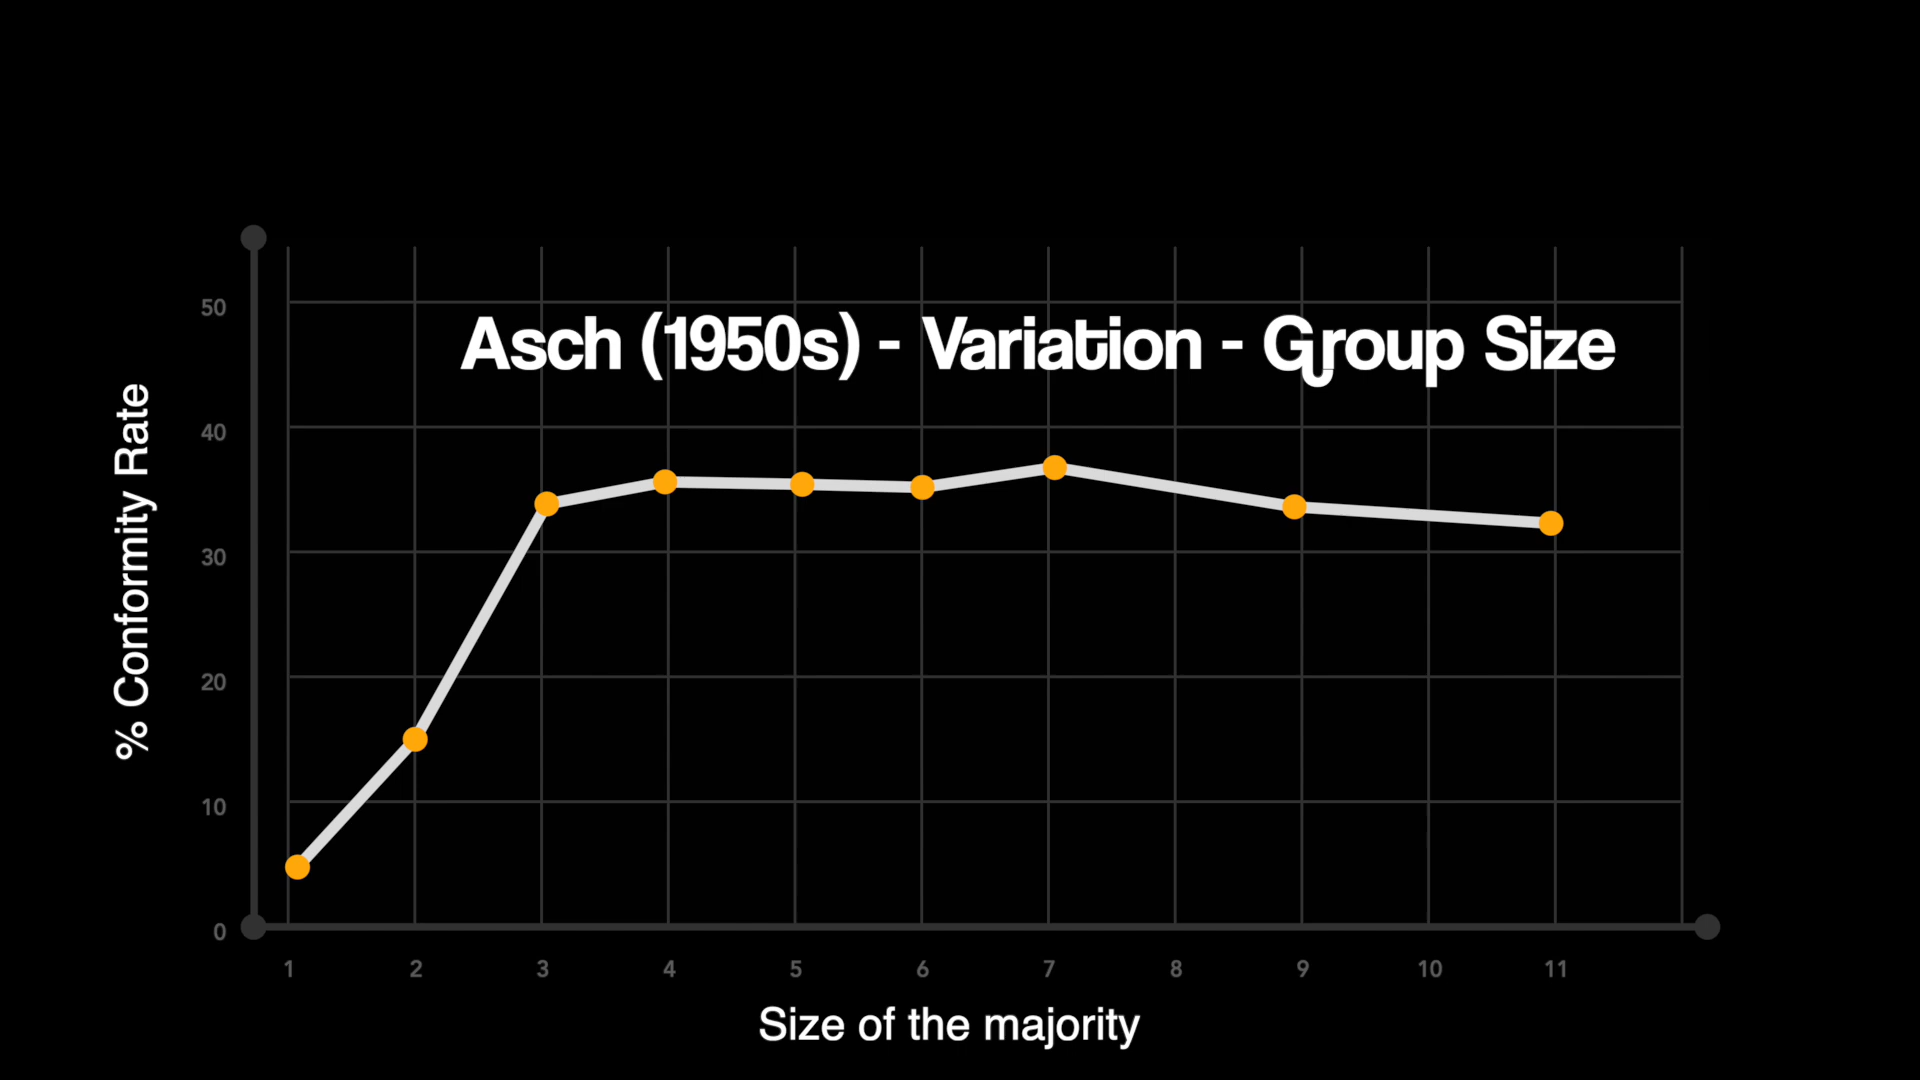 Asch (1950s) - Variation - Group Size
% Conformity Rate
50
40
30
20
10
0
1 2 3 4 5 6 7 8 9 10 11
Size of the majority